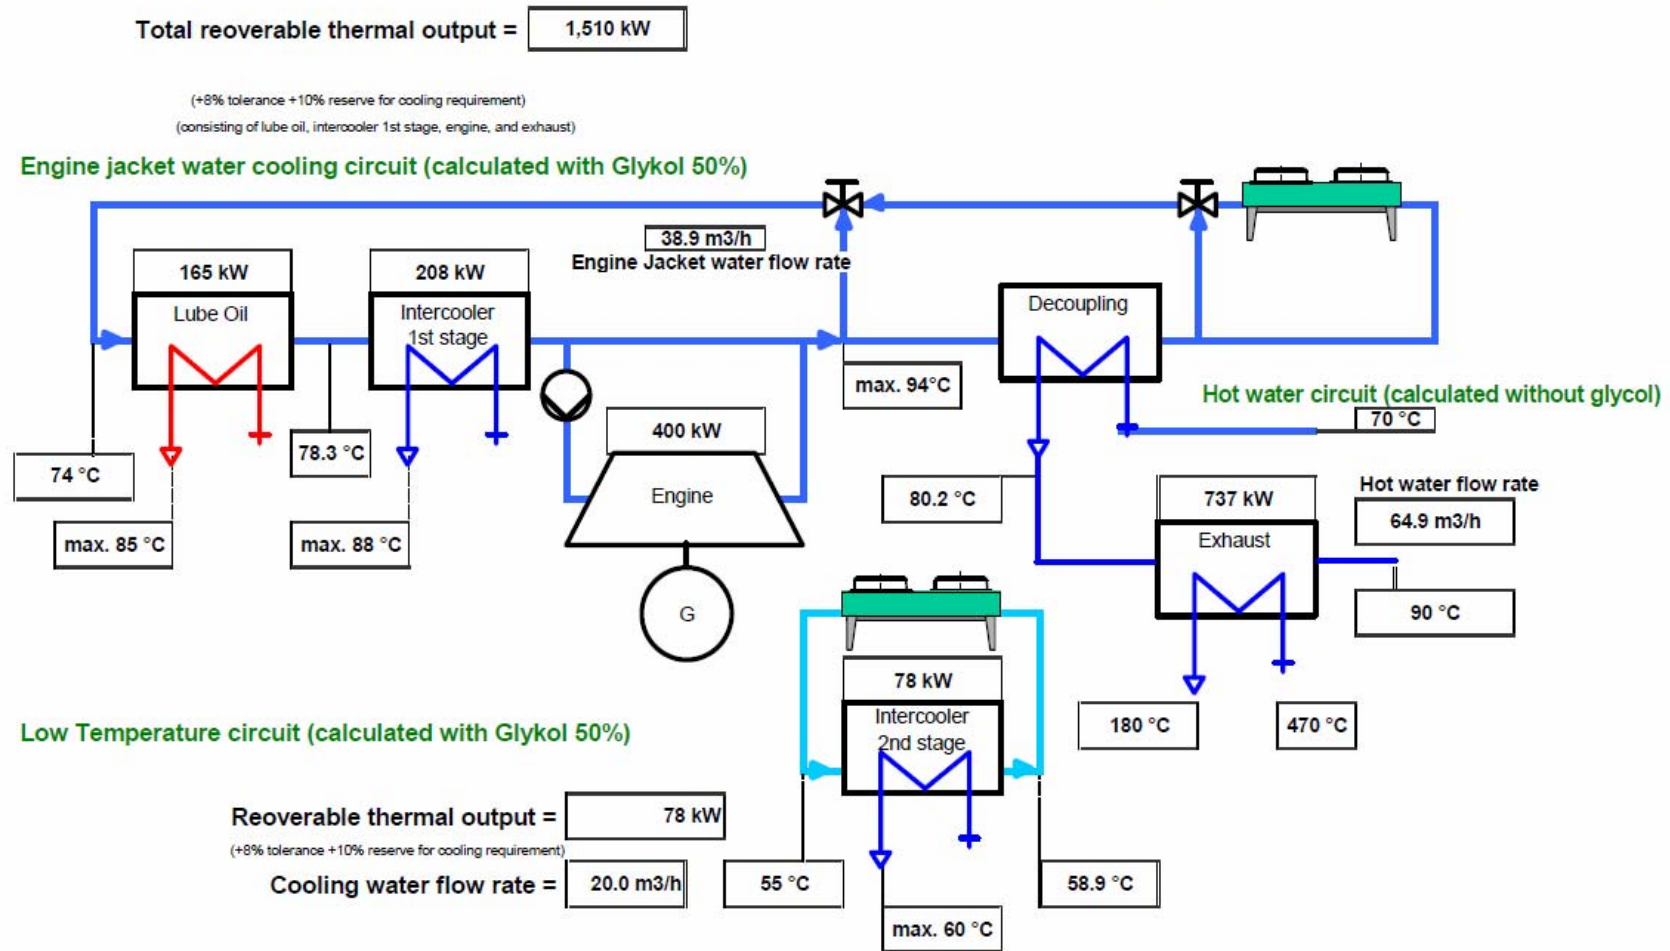 Total reoverable thermal output = 1,510 kW
(+8% tolerance +10% reserve for cooling requirement)
(consisting of lube oil, intercooler 1st stage, engine, and exhaust)
Engine jacket water cooling circuit (calculated with Glykol 50%)
38.9 m3/h
Engine Jacket water flow rate
165 kW
Lube Oil
208 kW
Intercooler
1st stage
Decoupling
max. 94°C
Hot water circuit (calculated without glycol)
70 °C
400 kW
Engine
G
74 °C
78.3 °C
max. 85 °C
max. 88 °C
80.2 °C
737 kW
Exhaust
Hot water flow rate
64.9 m3/h
90 °C
180 °C
470 °C
78 kW
Intercooler
2nd stage
Low Temperature circuit (calculated with Glykol 50%)
Reoverable thermal output = 78 kW
(+8% tolerance +10% reserve for cooling requirement)
Cooling water flow rate = 20.0 m3/h
55 °C
58.9 °C
max. 60 °C